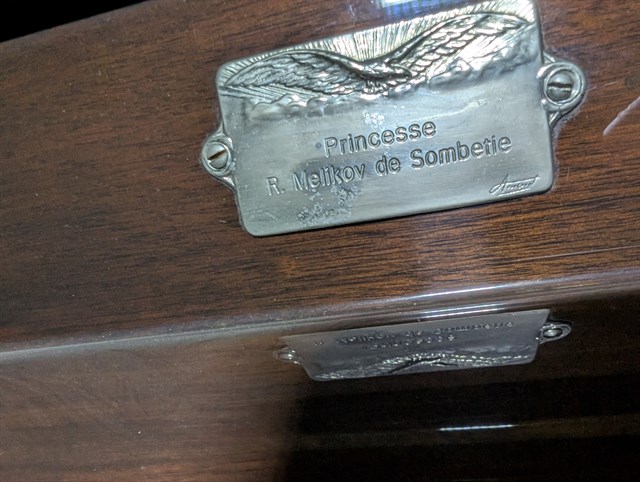 Princesse
R. Melikov de Sombetie